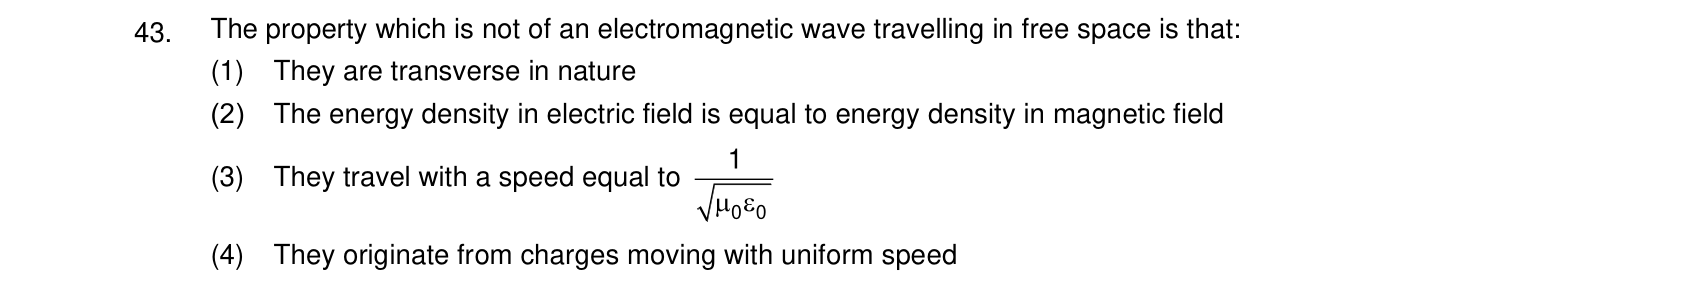 43. The property which is not of an electromagnetic wave travelling in free space is that:
(1) They are transverse in nature
(2) The energy density in electric field is equal to energy density in magnetic field
(3) They travel with a speed equal to 1/√μ₀ε₀
(4) They originate from charges moving with uniform speed